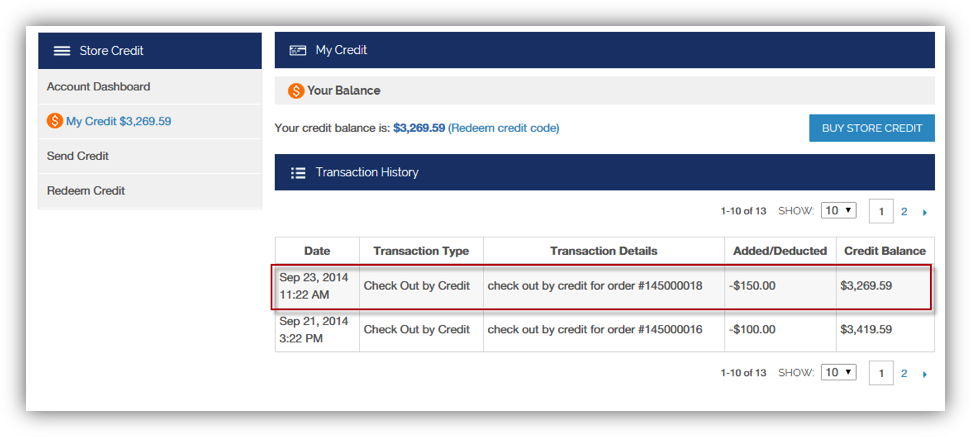 Store Credit
Account Dashboard
My Credit $3,269.59
Send Credit
Redeem Credit
My Credit
Your Balance
Your credit balance is: $3,269.59 (Redeem credit code)
BUY STORE CREDIT
Transaction History
1-10 of 13 SHOW: 10 1 2
Date Transaction Type Transaction Details Added/Deducted Credit Balance
Sep 23, 2014
11:22 AM Check Out by Credit check out by credit for order #145000018 -$150.00 $3,269.59
Sep 21, 2014
3:22 PM Check Out by Credit check out by credit for order #145000016 -$100.00 $3,419.59
1-10 of 13 SHOW: 10 1 2